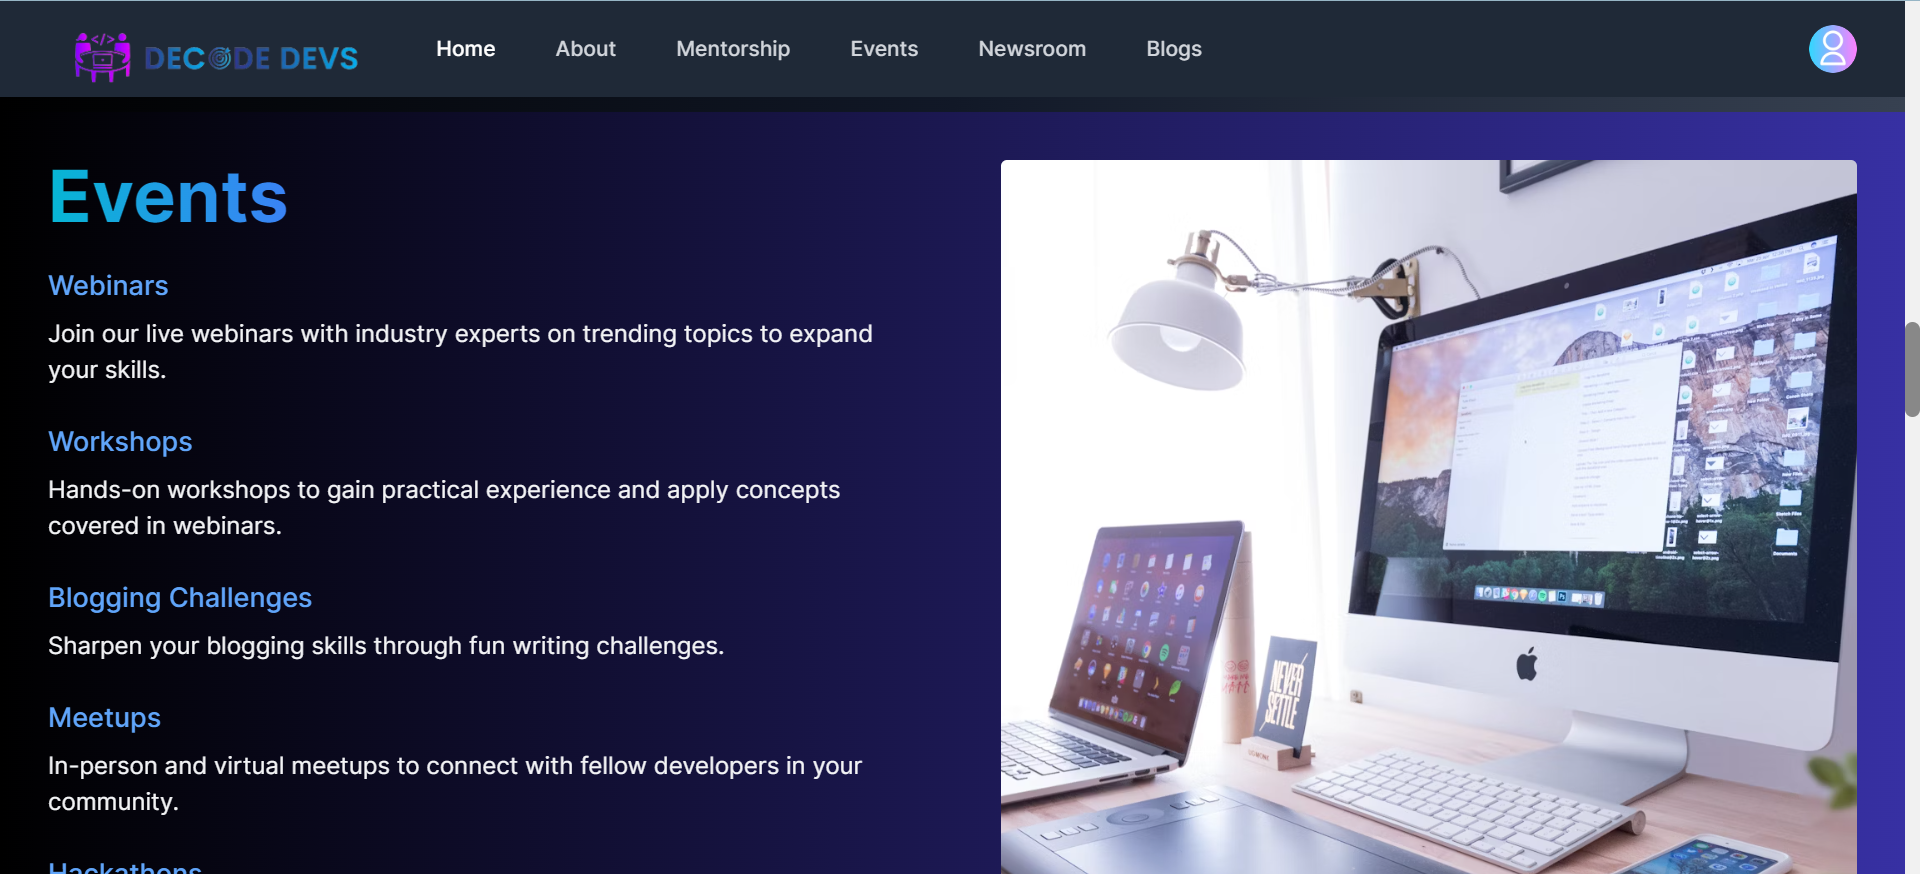 DECODE DEVS
Home
About
Mentorship
Events
Newsroom
Blogs
Events
Webinars
Join our live webinars with industry experts on trending topics to expand
your skills.
Workshops
Hands-on workshops to gain practical experience and apply concepts
covered in webinars.
Blogging Challenges
Sharpen your blogging skills through fun writing challenges.
Meetups
In-person and virtual meetups to connect with fellow developers in your
community.
Hackathons
NEVER
SETTLE